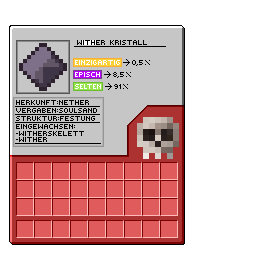 WITHER KRISTALL
EINZIGARTIG → 0,5 %
EPISCH → 8,5 %
SELTEN → 91 %
HERKUNFT:NETHER
VERGABEN:SOULSAND
STRUKTUR:FESTUNG
EINGEWACHSEN:
-WITHERSKELETT
-WITHER